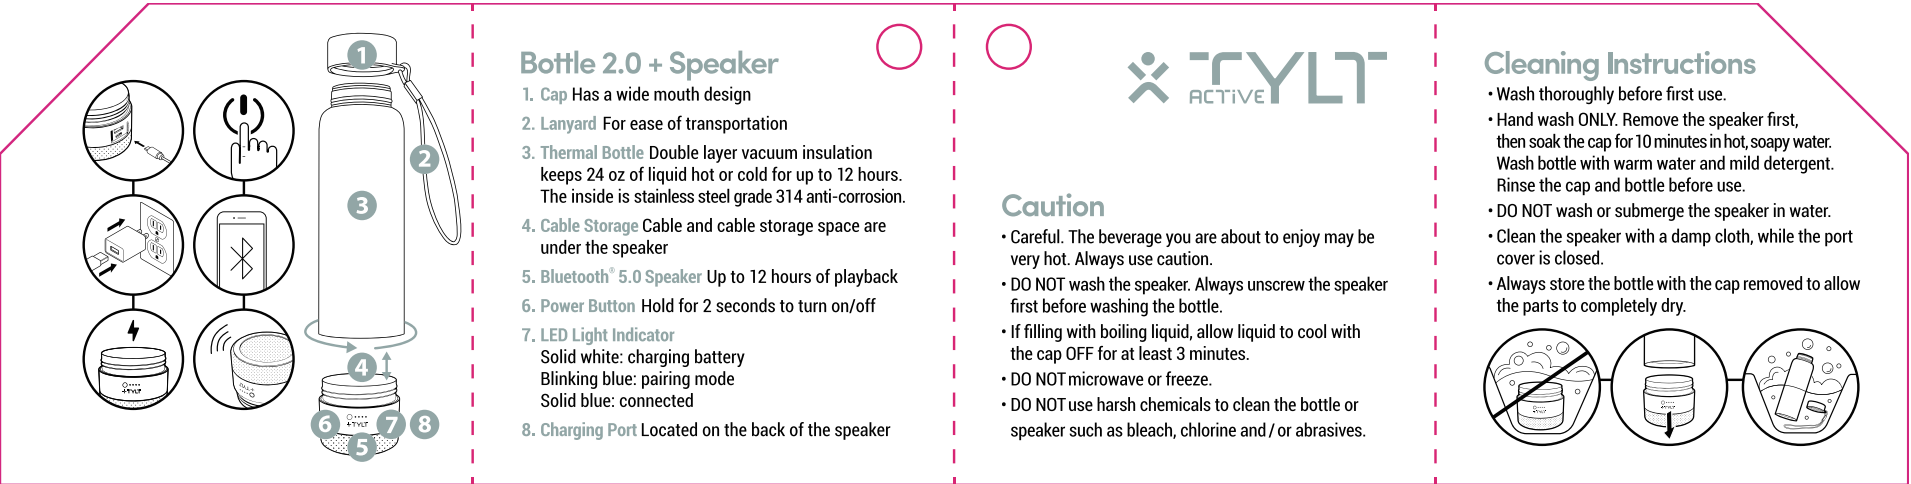 1
2
3
4
6
7
8
5
+TYLT
+TYLT
Bottle 2.0 + Speaker
1. Cap Has a wide mouth design
2. Lanyard For ease of transportation
3. Thermal Bottle Double layer vacuum insulation
keeps 24 oz of liquid hot or cold for up to 12 hours.
The inside is stainless steel grade 314 anti-corrosion.
4. Cable Storage Cable and cable storage space are
under the speaker
5. Bluetooth® 5.0 Speaker Up to 12 hours of playback
6. Power Button Hold for 2 seconds to turn on/off
7. LED Light Indicator
Solid white: charging battery
Blinking blue: pairing mode
Solid blue: connected
8. Charging Port Located on the back of the speaker
TYLT
ACTiVE
Caution
• Careful. The beverage you are about to enjoy may be
very hot. Always use caution.
• DO NOT wash the speaker. Always unscrew the speaker
first before washing the bottle.
• If filling with boiling liquid, allow liquid to cool with
the cap OFF for at least 3 minutes.
• DO NOT microwave or freeze.
• DO NOT use harsh chemicals to clean the bottle or
speaker such as bleach, chlorine and / or abrasives.
Cleaning Instructions
• Wash thoroughly before first use.
• Hand wash ONLY. Remove the speaker first,
then soak the cap for 10 minutes in hot, soapy water.
Wash bottle with warm water and mild detergent.
Rinse the cap and bottle before use.
• DO NOT wash or submerge the speaker in water.
• Clean the speaker with a damp cloth, while the port
cover is closed.
• Always store the bottle with the cap removed to allow
the parts to completely dry.
+TYLT
+TYLT